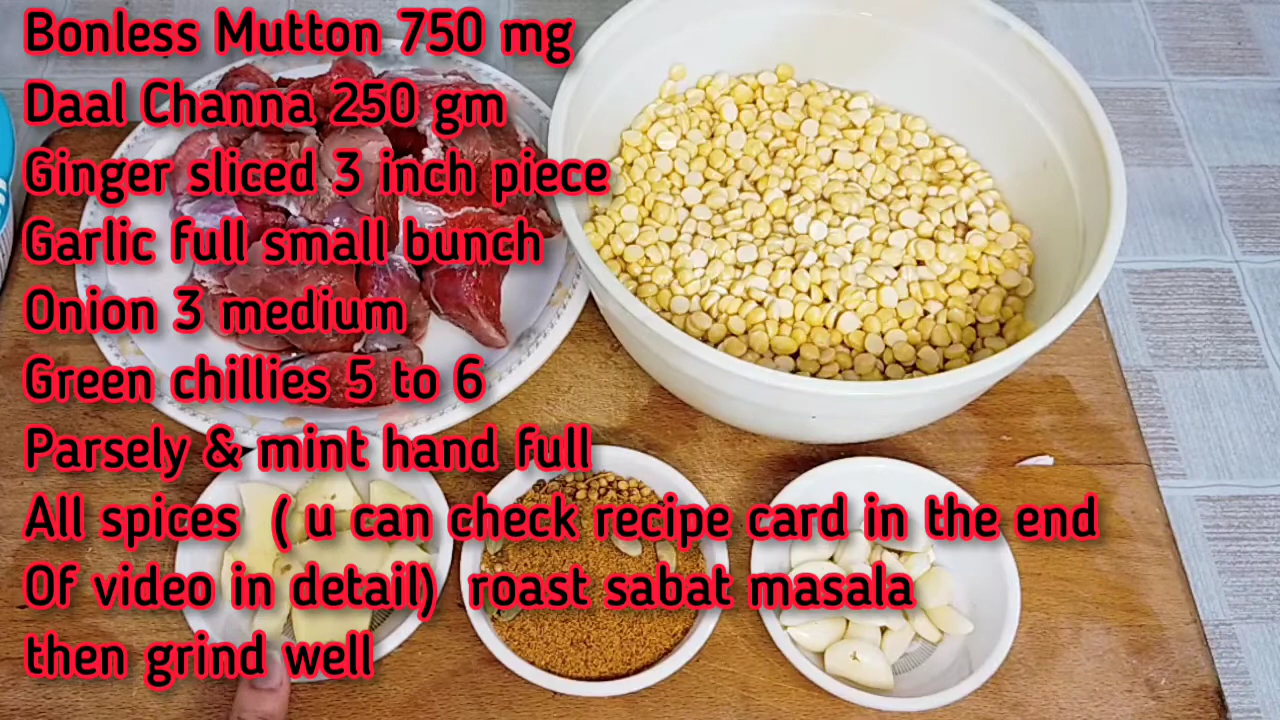 Bonless Mutton 750 mg
Daal Channa 250 gm
Ginger sliced 3 inch piece
Garlic full small bunch
Onion 3 medium
Green chillies 5 to 6
Parsely & mint hand full
All spices ( u can check recipe card in the end
Of video in detail) roast sabat masala
then grind well